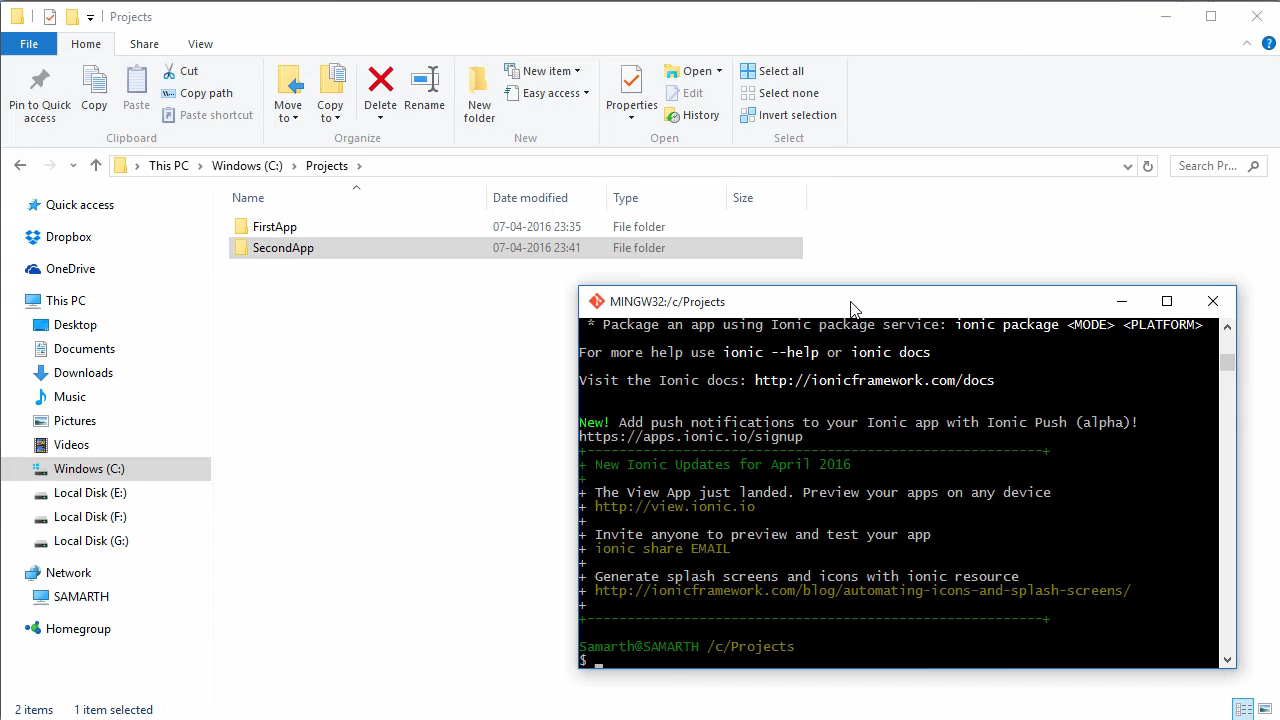 Projects
File Home Share View
Pin to Quick access
Copy
Paste
Cut
Copy path
Paste shortcut
Clipboard
Move to
Copy to
Delete
Rename
Organize
New folder
New item
Easy access
New
Properties
Open
Edit
History
Open
Select all
Select none
Invert selection
Select
This PC Windows (C:) Projects
Search Pr...
Name Date modified Type Size
FirstApp 07-04-2016 23:35 File folder
SecondApp 07-04-2016 23:41 File folder
Quick access
Dropbox
OneDrive
This PC
Desktop
Documents
Downloads
Music
Pictures
Videos
Windows (C:)
Local Disk (E:)
Local Disk (F:)
Local Disk (G:)
Network
SAMARTH
Homegroup
2 items 1 item selected
MINGW32:/c/Projects
* Package an app using Ionic package service: ionic package <MODE> <PLATFORM>
For more help use ionic --help or ionic docs
Visit the Ionic docs: http://ionicframework.com/docs
New! Add push notifications to your Ionic app with Ionic Push (alpha)!
https://apps.ionic.io/signup
+---------------------------------------------------------+
+ New Ionic Updates for April 2016
+
+ The View App just landed. Preview your apps on any device
+ http://view.ionic.io
+
+ Invite anyone to preview and test your app
+ ionic share EMAIL
+
+ Generate splash screens and icons with ionic resource
+ http://ionicframework.com/blog/automating-icons-and-splash-screens/
+
+---------------------------------------------------------+
Samarth@SAMARTH /c/Projects
$